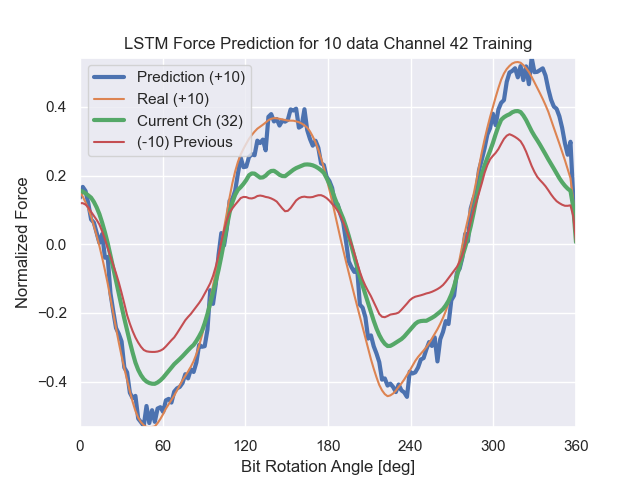 LSTM Force Prediction for 10 data Channel 42 Training
Prediction (+10)
Real (+10)
Current Ch (32)
(-10) Previous
Normalized Force
0.4
0.2
0.0
−0.2
−0.4
0 60 120 180 240 300 360
Bit Rotation Angle [deg]